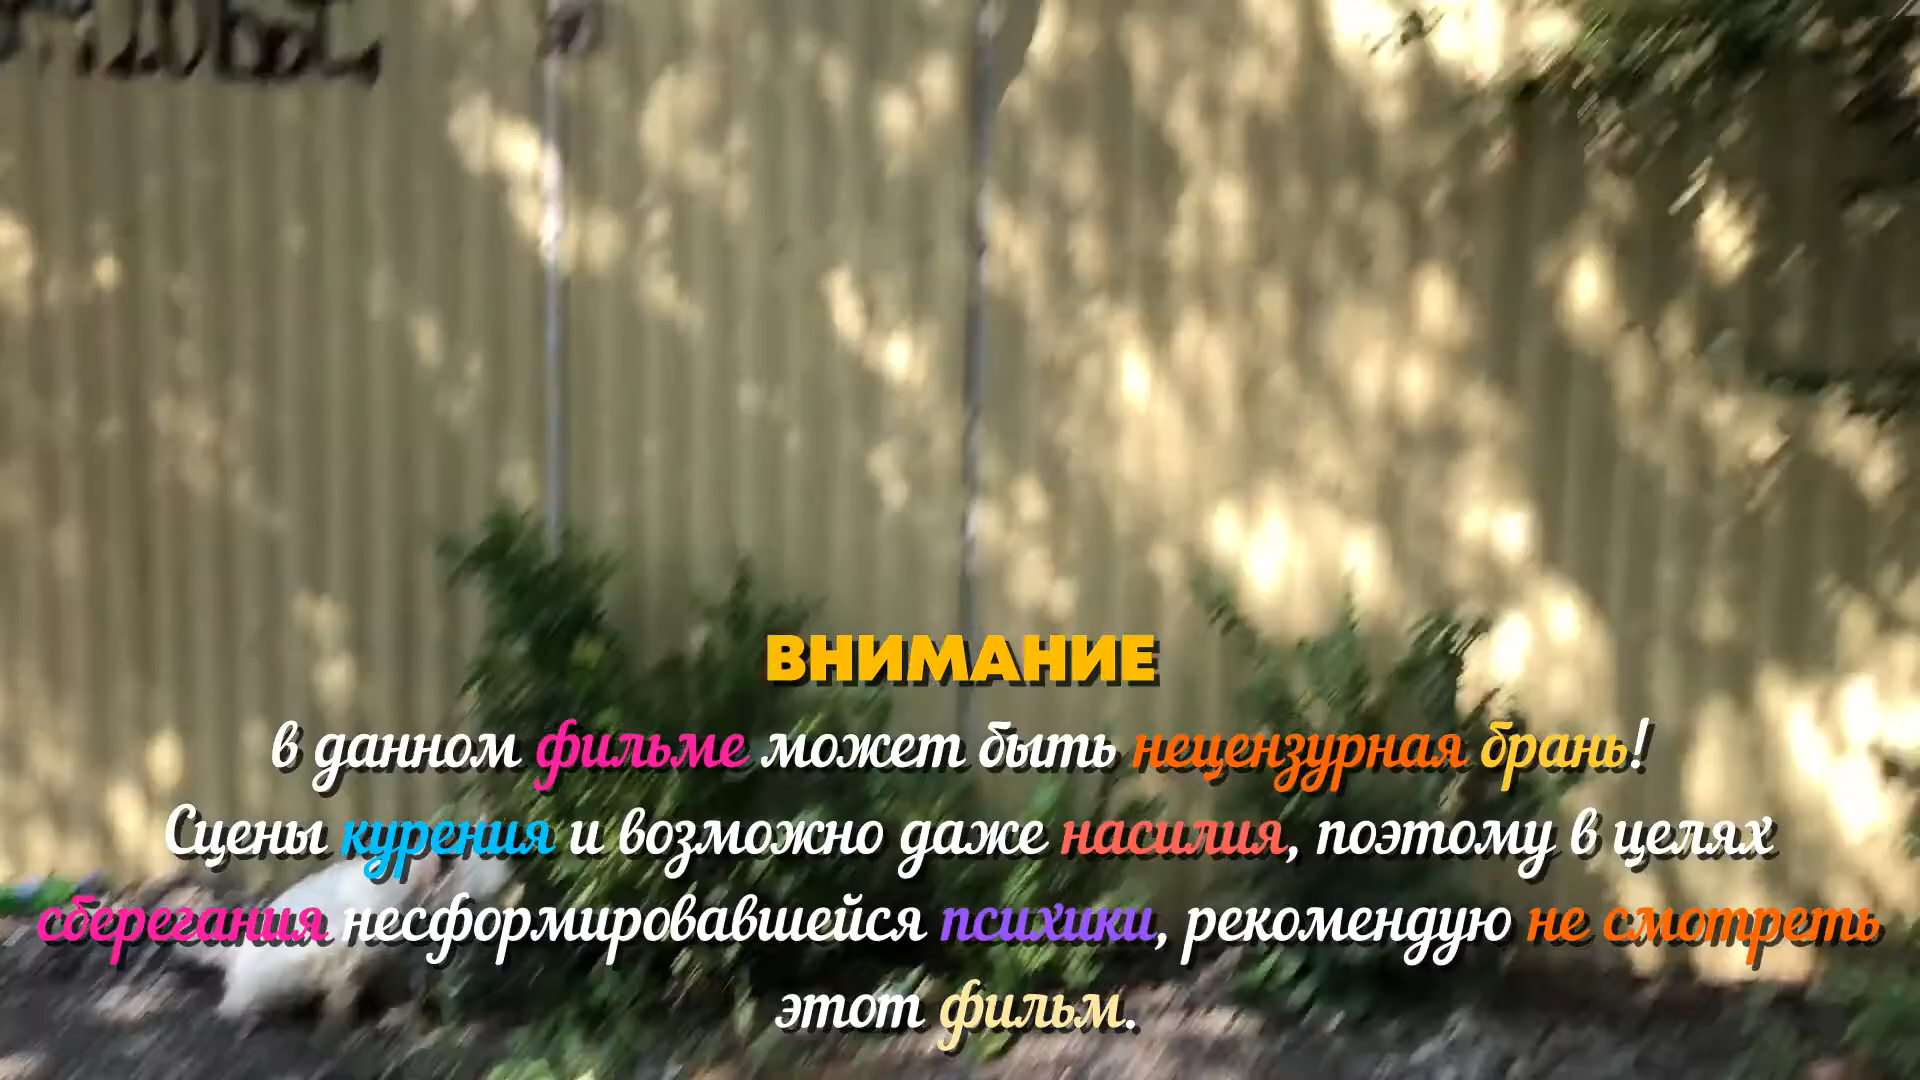 ВНИМАНИЕ
в данном фильме может быть нецензурная брань!
Сцены курения и возможно даже насилия, поэтому в целях
сберегания несформировавшейся психики, рекомендую не смотреть
этот фильм.